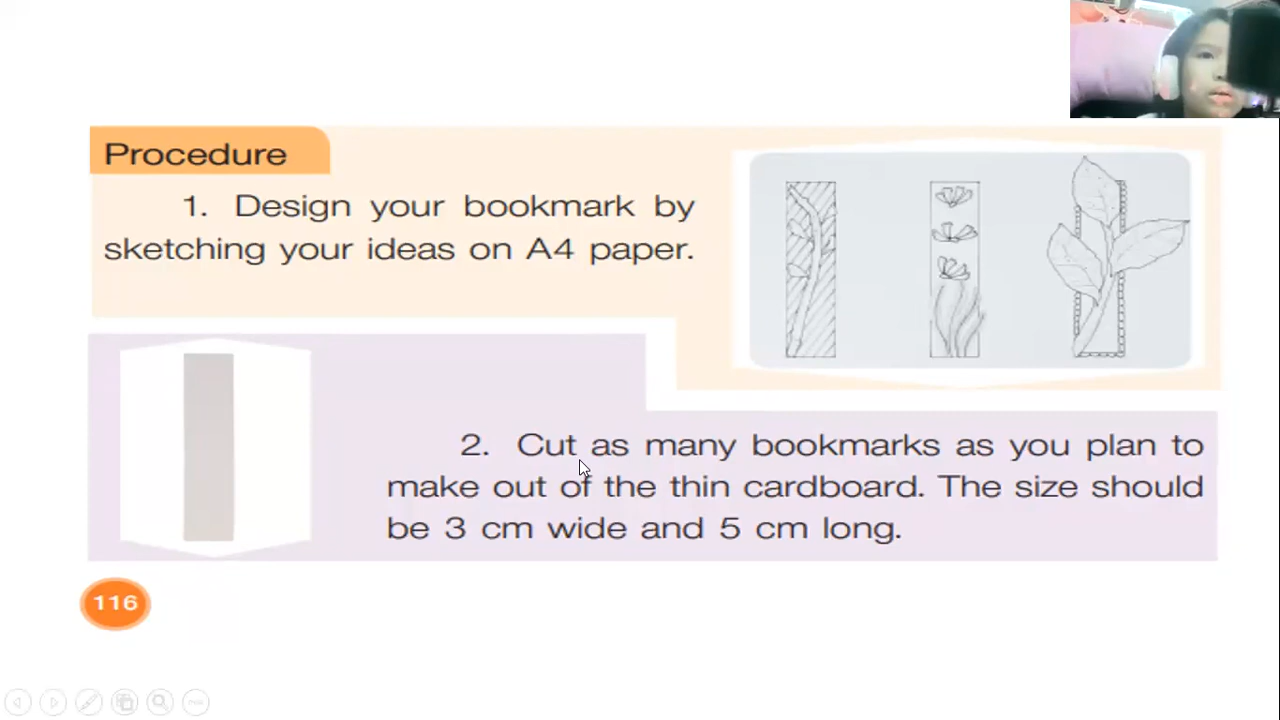 Procedure
1. Design your bookmark by
sketching your ideas on A4 paper.
2. Cut as many bookmarks as you plan to
make out of the thin cardboard. The size should
be 3 cm wide and 5 cm long.
116